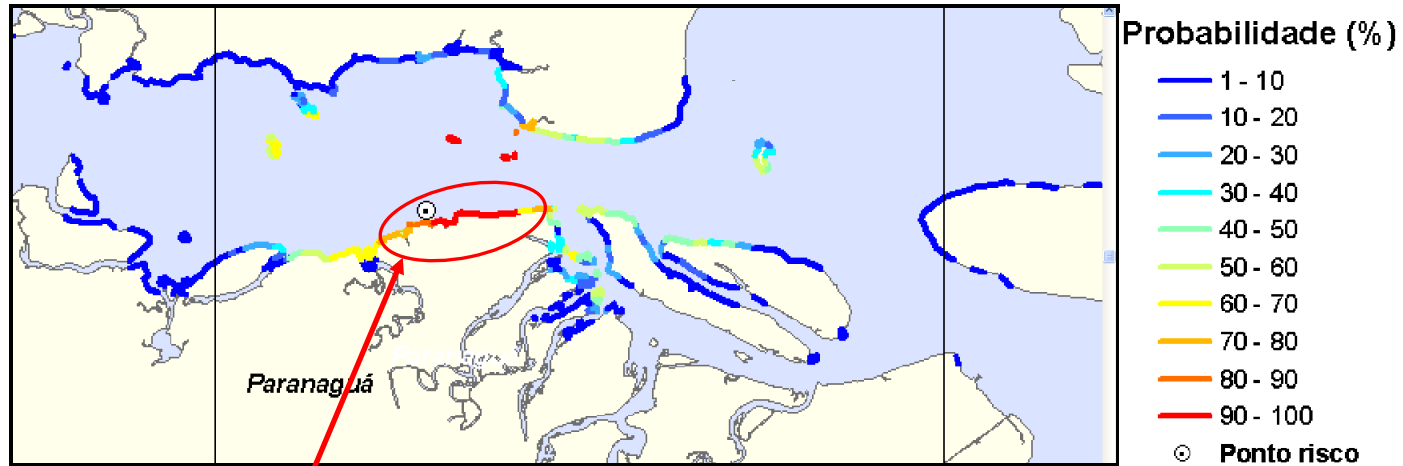 Probabilidade (%)
1 - 10
10 - 20
20 - 30
30 - 40
40 - 50
50 - 60
60 - 70
70 - 80
80 - 90
90 - 100
Ponto risco
Paranaguá